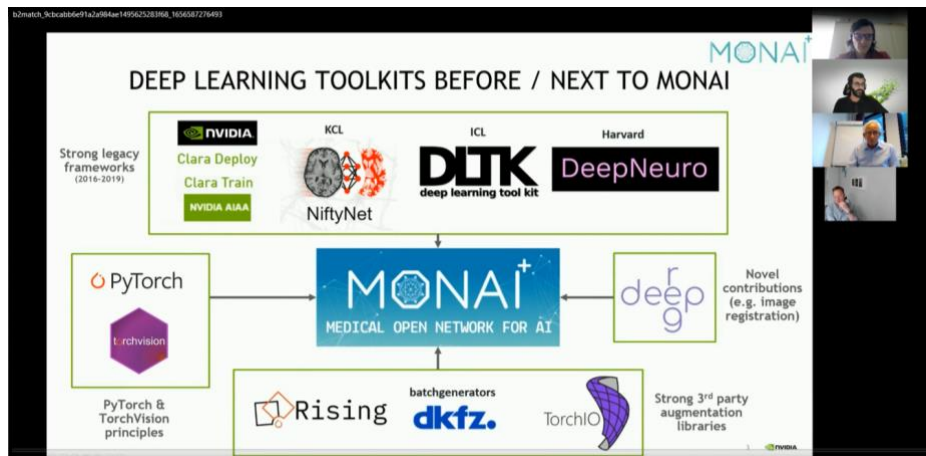 b2match_9cbcabb6e91a2a984ae1495625283f68_1656587276493
MONAI+
DEEP LEARNING TOOLKITS BEFORE / NEXT TO MONAI
Strong legacy
frameworks
(2016-2019)
NVIDIA
Clara Deploy
Clara Train
NVIDIA AIAA
KCL
NiftyNet
ICL
DLTK
deep learning tool kit
Harvard
DeepNeuro
PyTorch
torchvision
PyTorch &
TorchVision
principles
MONAI+
MEDICAL OPEN NETWORK FOR AI
deep
reg
Novel
contributions
(e.g. image
registration)
Rising
batchgenerators
dkfz.
TorchIO
Strong 3rd party
augmentation
libraries
NVIDIA